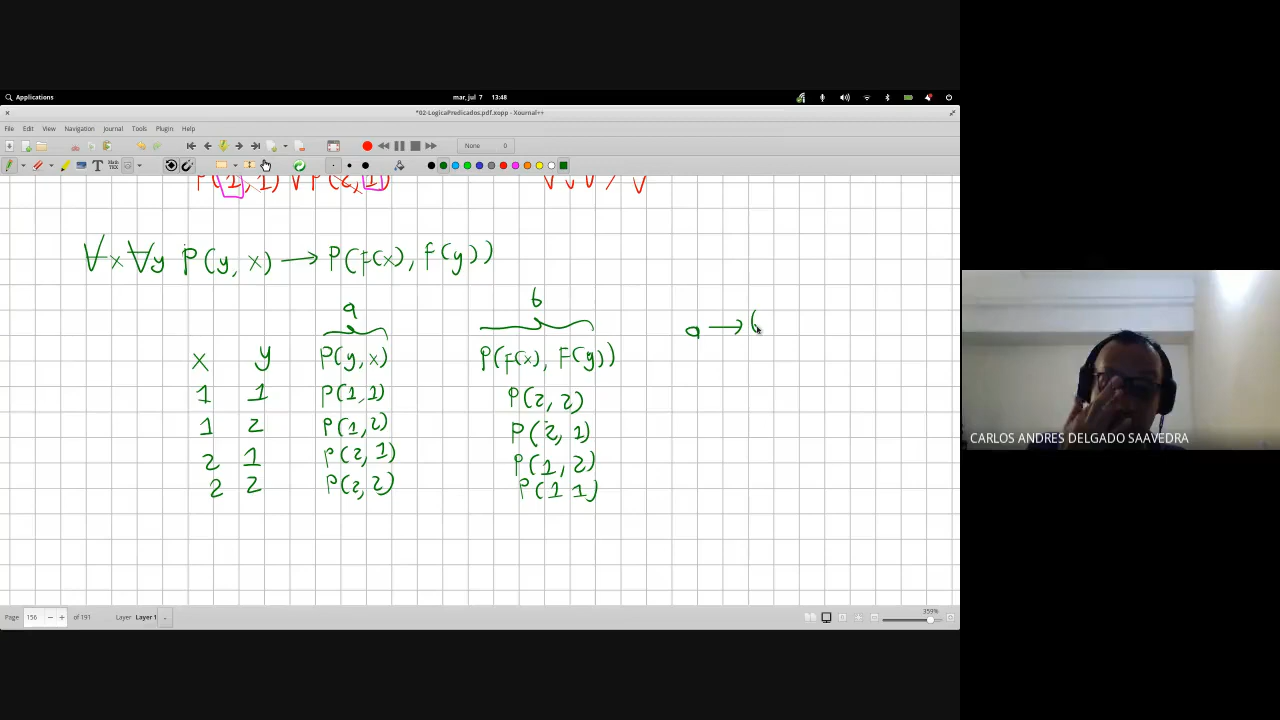 Applications
mar, jul 7 13:48
*02-LogicaPredicados.pdf.xopp - Xournal++
File Edit View Navigation Journal Tools Plugin Help
None 0
P(1,1) V P(2,1)
∀x ∀y P(y, x) → P(F(x), F(y))
a b a → b
x y P(y, x) P(F(x), F(y))
1 1 P(1,1) P(2, 2)
1 2 P(1,2) P(2, 1)
2 1 P(2, 1) P(1, 2)
2 2 P(2, 2) P(1 1)
CARLOS ANDRES DELGADO SAAVEDRA
Page 156 of 191 Layer Layer 1 359%